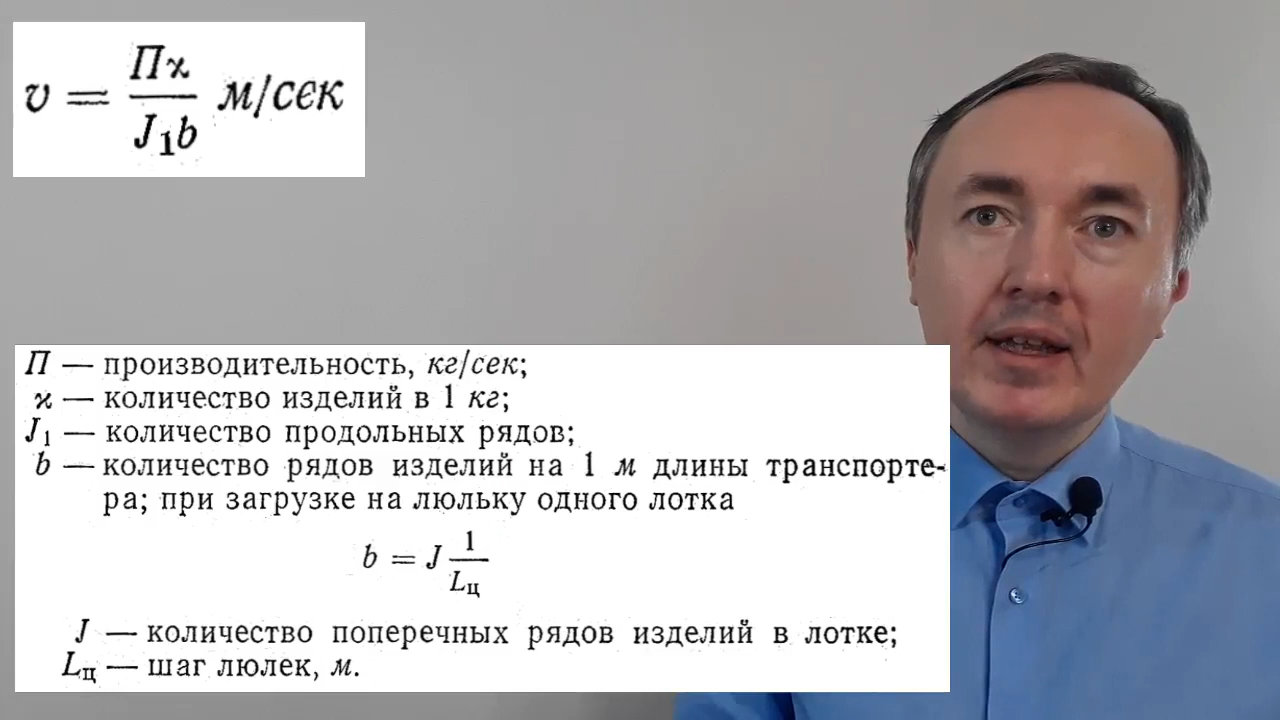 v = Пϰ / J₁b м/сек
П — производительность, кг/сек;
ϰ — количество изделий в 1 кг;
J₁ — количество продольных рядов;
b — количество рядов изделий на 1 м длины транспорте-
ра; при загрузке на люльку одного лотка
b = J 1 / Lц
J — количество поперечных рядов изделий в лотке;
Lц — шаг люлек, м.